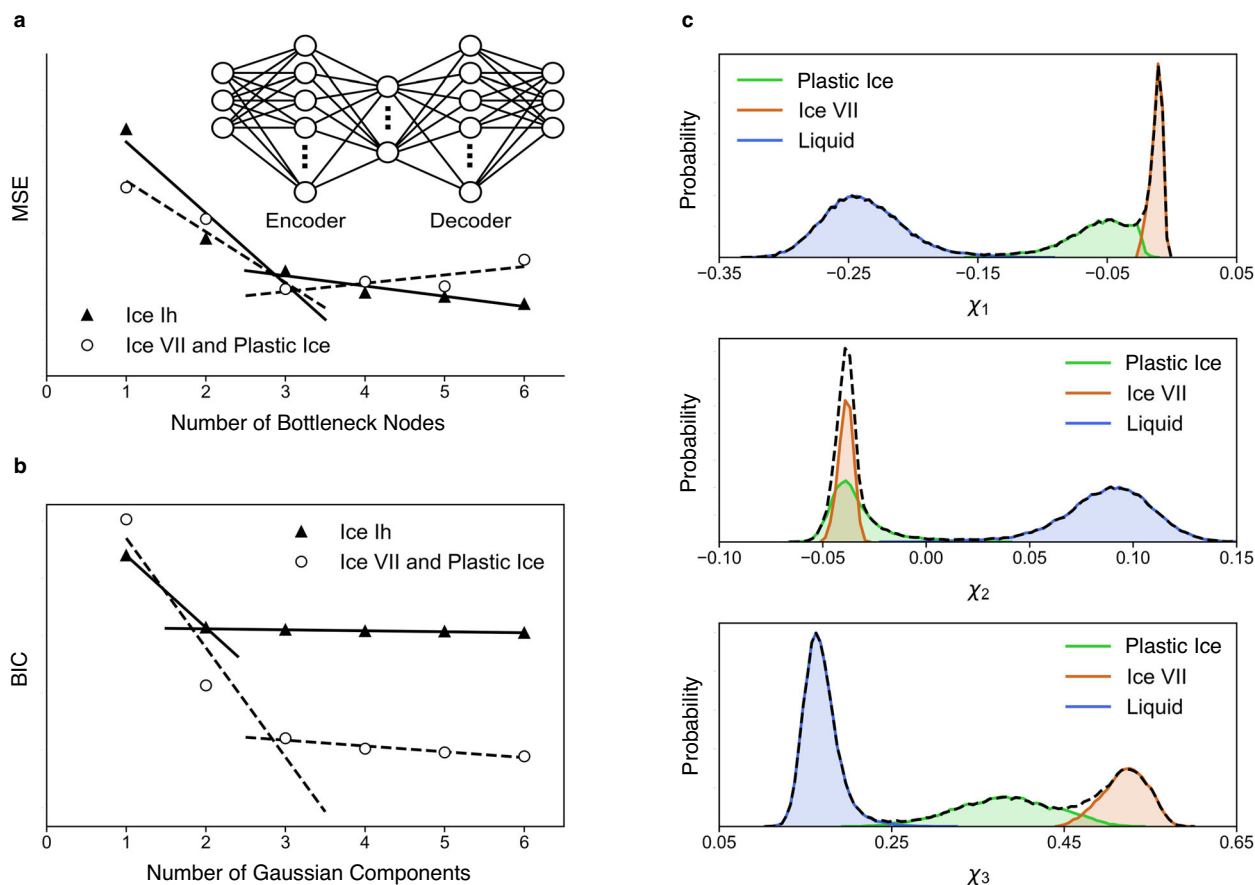 a
MSE
Encoder
Decoder
Ice Ih
Ice VII and Plastic Ice
0 1 2 3 4 5 6
Number of Bottleneck Nodes
b
BIC
Ice Ih
Ice VII and Plastic Ice
0 1 2 3 4 5 6
Number of Gaussian Components
c
Probability
Plastic Ice
Ice VII
Liquid
−0.35 −0.25 −0.15 −0.05 0.05
χ1
Probability
Plastic Ice
Ice VII
Liquid
−0.10 −0.05 0.00 0.05 0.10 0.15
χ2
Probability
Plastic Ice
Ice VII
Liquid
0.05 0.25 0.45 0.65
χ3